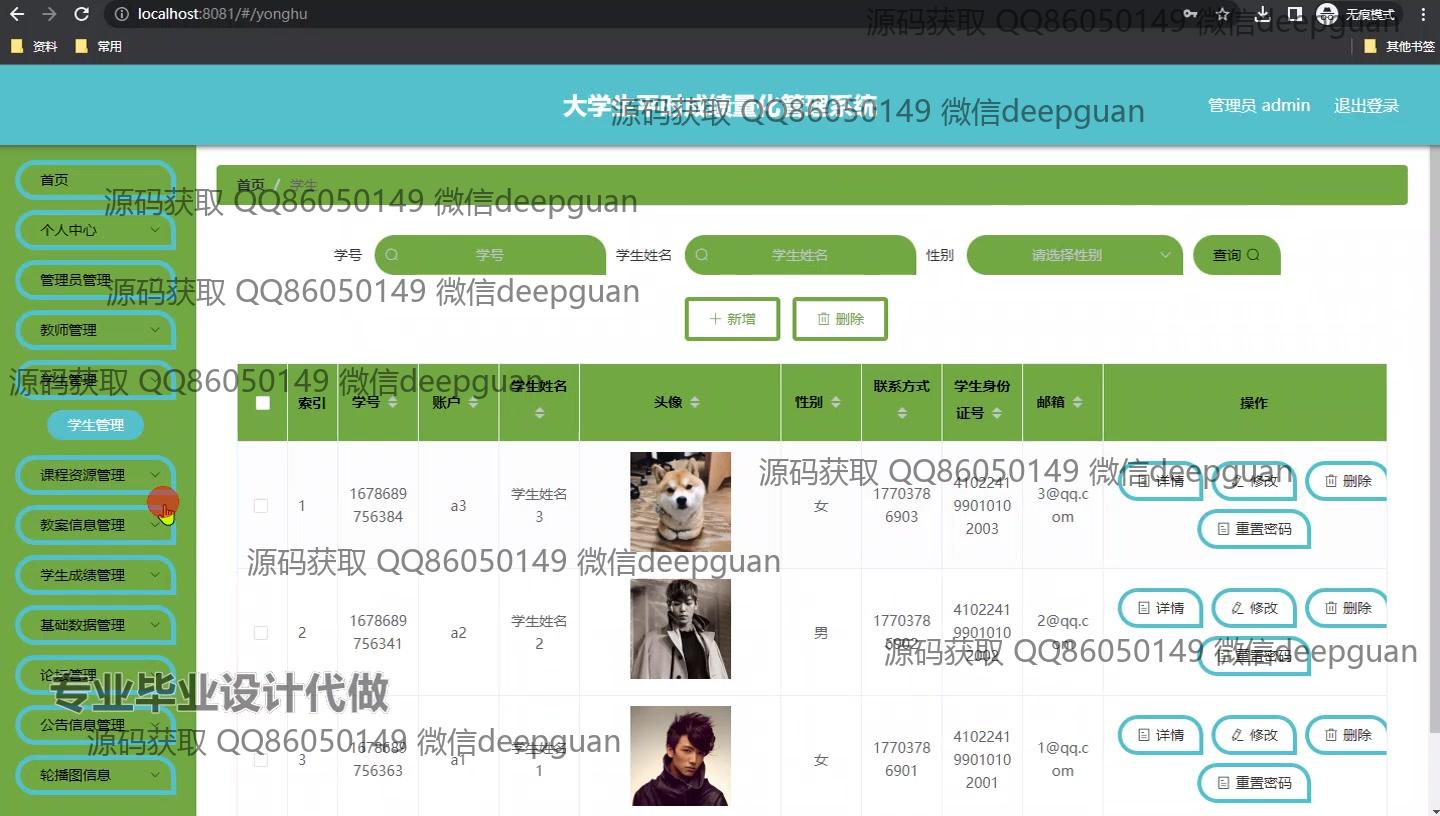 localhost:8081/#/yonghu
无痕模式
资料
常用
其他书签
大学生平时成绩量化管理系统
管理员 admin
退出登录
首页
个人中心
管理员管理
教师管理
学生管理
学生管理
课程资源管理
教案信息管理
学生成绩管理
基础数据管理
论坛管理
公告信息管理
轮播图信息
首页 / 学生
学号 学号 学生姓名 学生姓名 性别 请选择性别 查询
新增 删除
索引 学号 账户 学生姓名 头像 性别 联系方式 学生身份证号 邮箱 操作
1 1678689756384 a3 学生姓名3 女 17703786903 410224199010102003 3@qq.com 详情 修改 删除 重置密码
2 1678689756341 a2 学生姓名2 男 17703785902 410224199010102002 2@qq.com 详情 修改 删除 重置密码
3 1678689756363 a1 学生姓名1 女 17703786901 410224199010102001 1@qq.com 详情 修改 删除 重置密码
源码获取 QQ86050149 微信deepguan
源码获取 QQ86050149 微信deepguan
源码获取 QQ86050149 微信deepguan
源码获取 QQ86050149 微信deepguan
源码获取 QQ86050149 微信deepguan
源码获取 QQ86050149 微信deepguan
源码获取 QQ86050149 微信deepguan
源码获取 QQ86050149 微信deepguan
专业毕业设计代做
源码获取 QQ86050149 微信deepguan